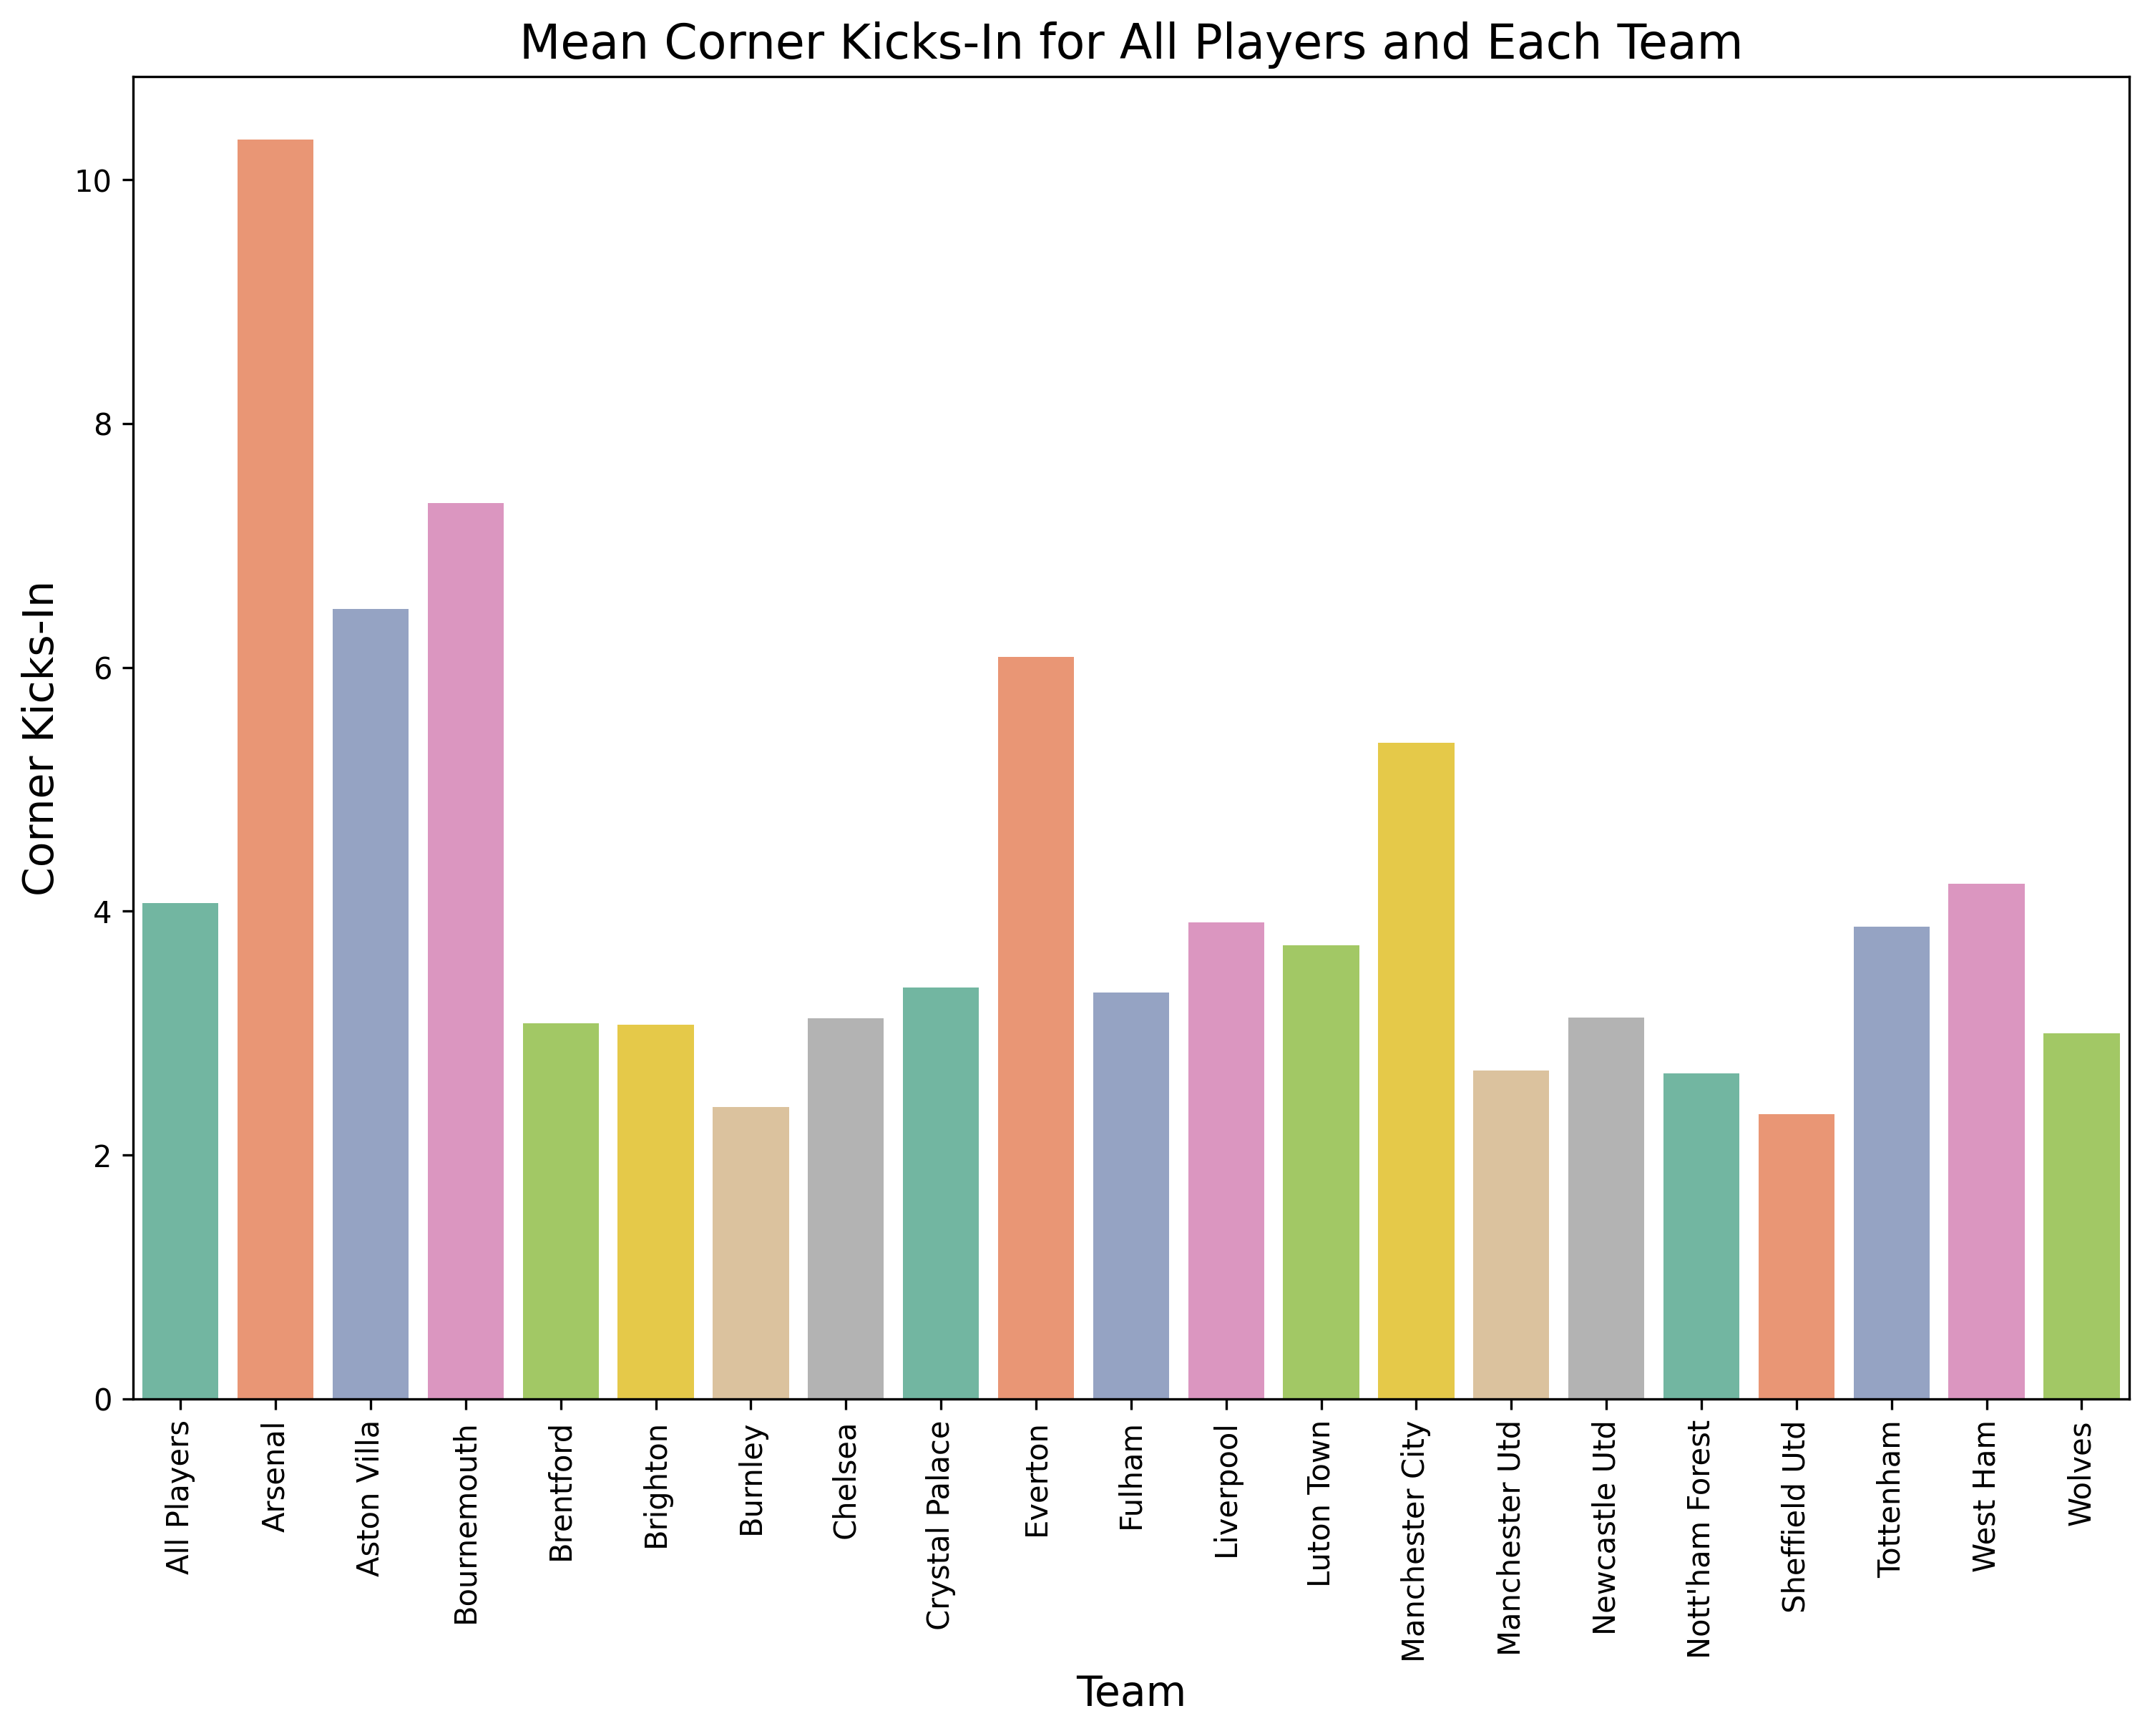 Mean Corner Kicks-In for All Players and Each Team
Corner Kicks-In
10
8
6
4
2
0
All Players
Arsenal
Aston Villa
Bournemouth
Brentford
Brighton
Burnley
Chelsea
Crystal Palace
Everton
Fulham
Liverpool
Luton Town
Manchester City
Manchester Utd
Newcastle Utd
Nott'ham Forest
Sheffield Utd
Tottenham
West Ham
Wolves
Team